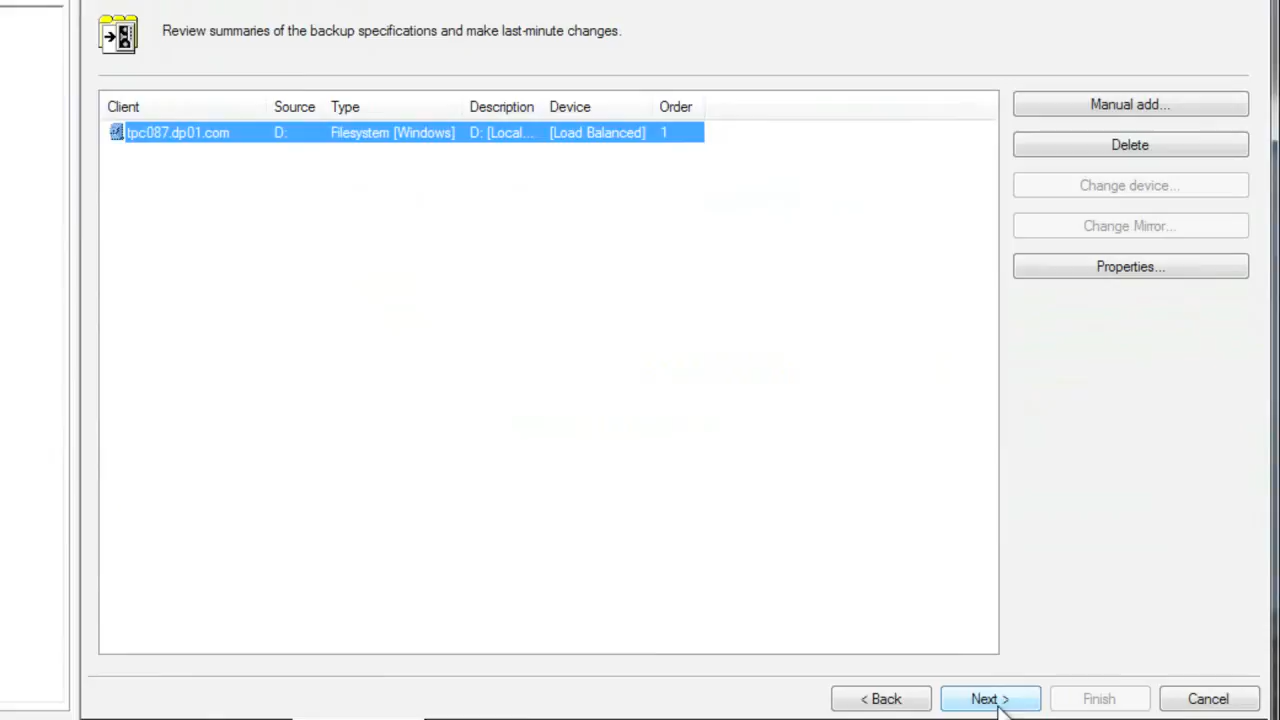 Review summaries of the backup specifications and make last-minute changes.
Client Source Type Description Device Order
tpc087.dp01.com D: Filesystem [Windows] D: [Local... [Load Balanced] 1
Manual add...
Delete
Change device...
Change Mirror...
Properties...
< Back Next > Finish Cancel